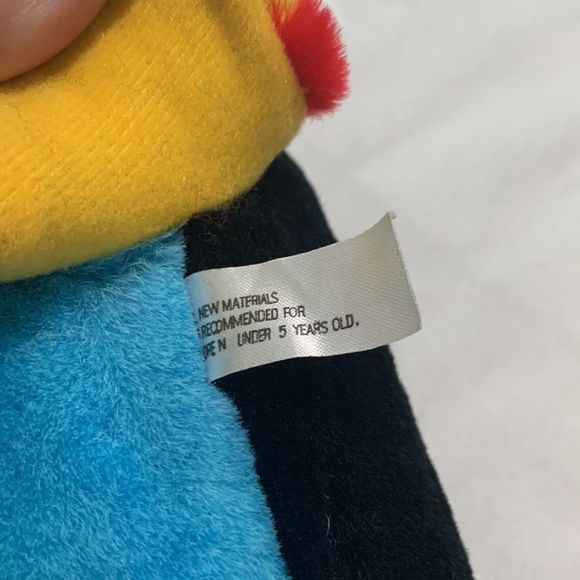 NEW MATERIALS
RECOMMENDED FOR
UNDER 5 YEARS OLD.